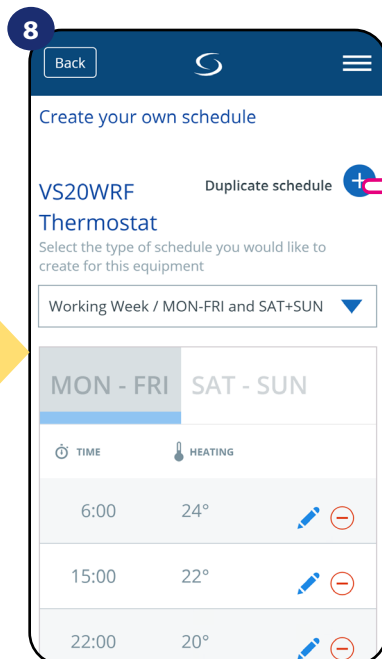 8
Back
Create your own schedule
Duplicate schedule
VS20WRF
Thermostat
Select the type of schedule you would like to
create for this equipment
Working Week / MON-FRI and SAT+SUN
MON - FRI SAT - SUN
TIME HEATING
6:00 24°
15:00 22°
22:00 20°